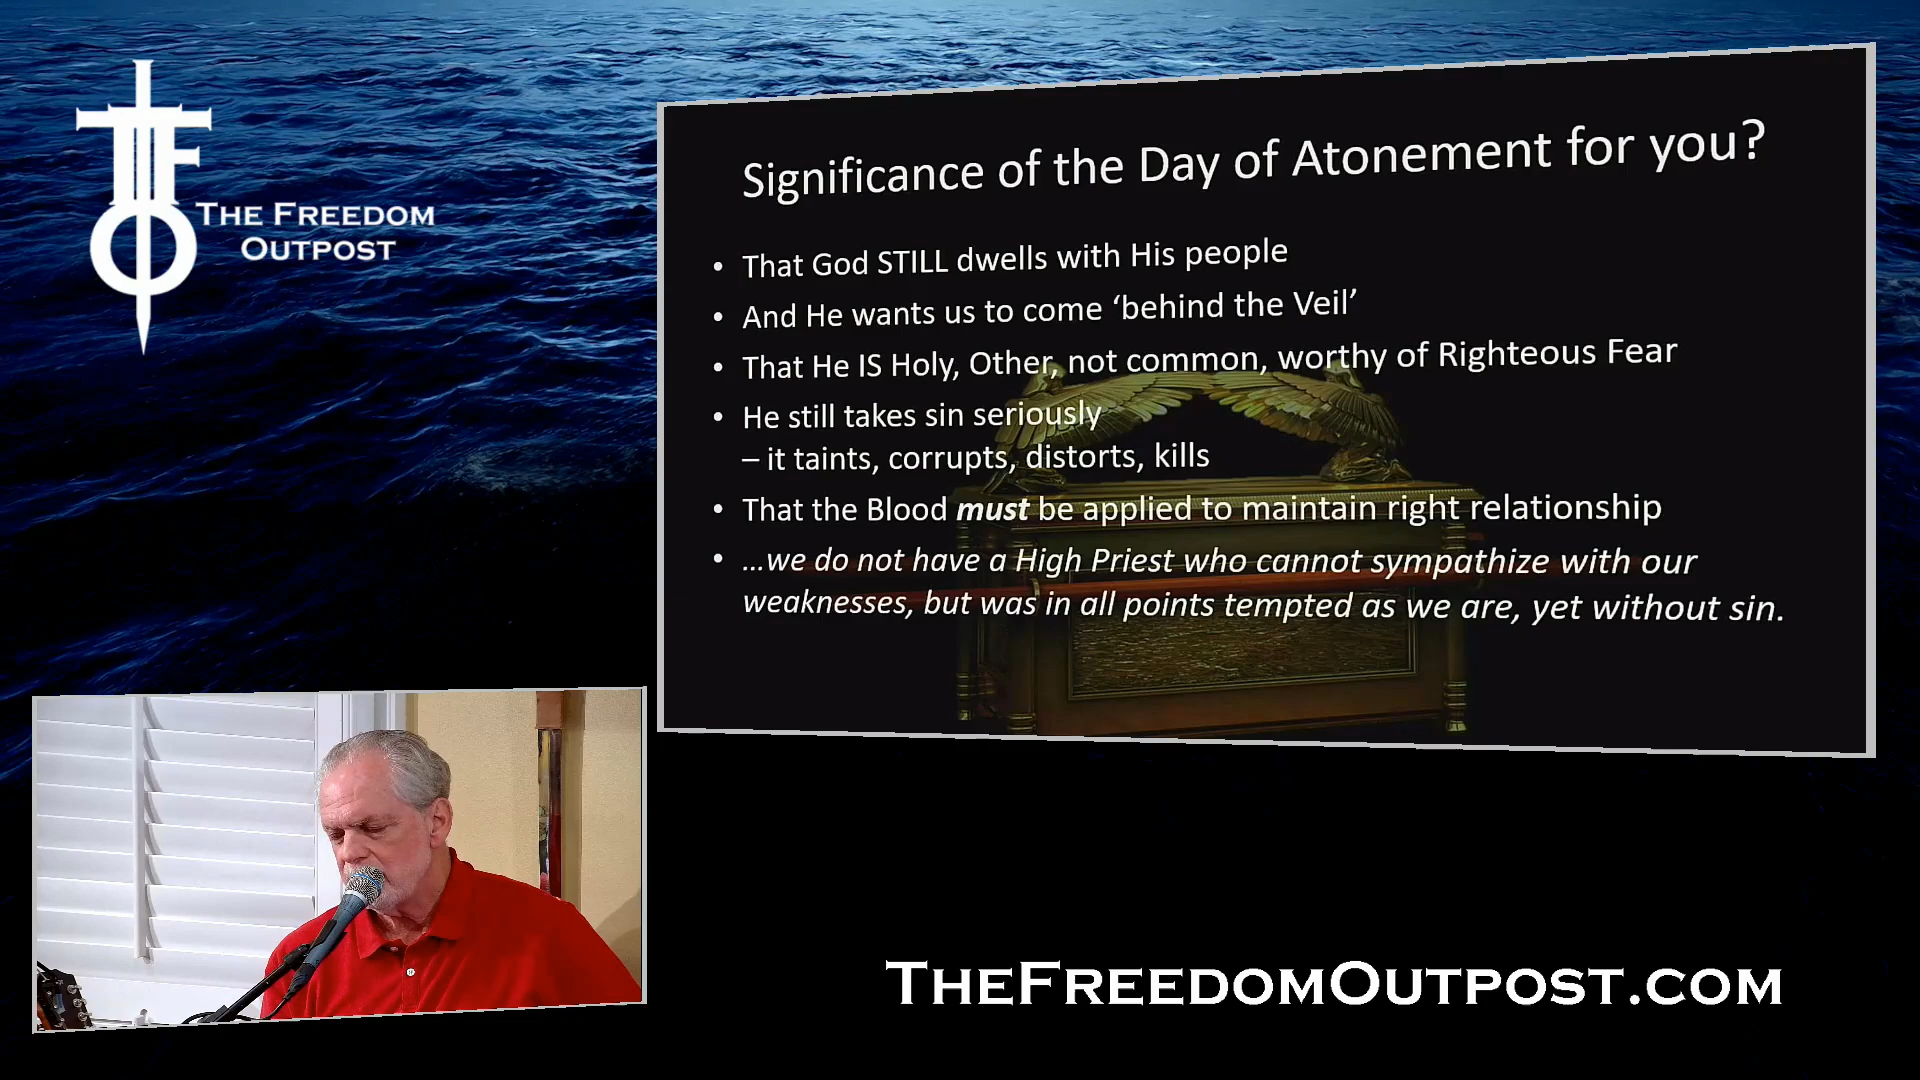 The Freedom
Outpost
Significance of the Day of Atonement for you?
• That God STILL dwells with His people
• And He wants us to come ‘behind the Veil’
• That He IS Holy, Other, not common, worthy of Righteous Fear
• He still takes sin seriously
– it taints, corrupts, distorts, kills
• That the Blood must be applied to maintain right relationship
• …we do not have a High Priest who cannot sympathize with our
weaknesses, but was in all points tempted as we are, yet without sin.
TheFreedomOutpost.com